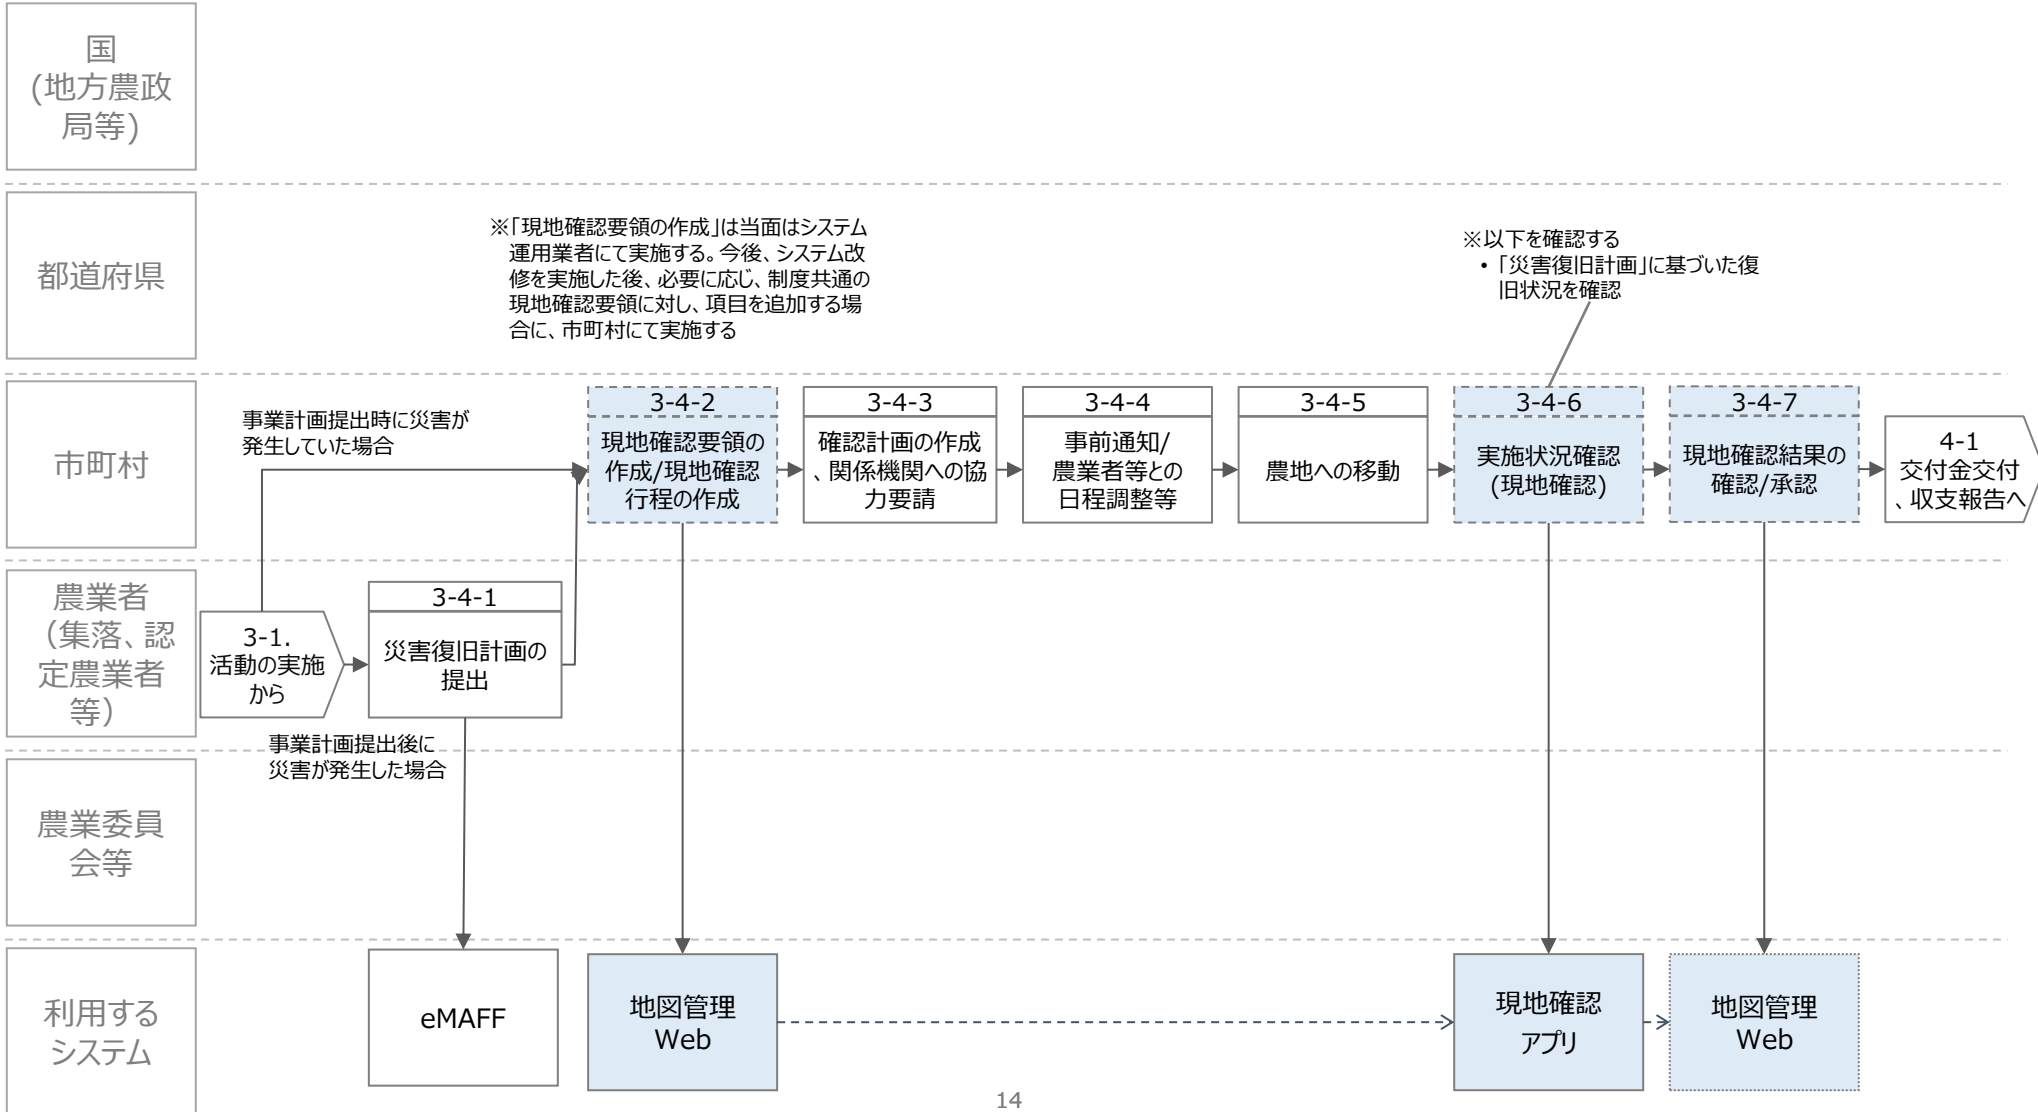 国
(地方農政
局等)
都道府県
※「現地確認要領の作成」は当面はシステム
運用業者にて実施する。今後、システム改
修を実施した後、必要に応じ、制度共通の
現地確認要領に対し、項目を追加する場
合に、市町村にて実施する
※以下を確認する
・「災害復旧計画」に基づいた復
旧状況を確認
市町村
事業計画提出時に災害が
発生していた場合
3-4-2
現地確認要領の
作成/現地確認
行程の作成
3-4-3
確認計画の作成
、関係機関への協
力要請
3-4-4
事前通知/
農業者等との
日程調整等
3-4-5
農地への移動
3-4-6
実施状況確認
(現地確認)
3-4-7
現地確認結果の
確認/承認
4-1
交付金交付
、収支報告へ
農業者
（集落、認
定農業者
等）
3-1.
活動の実施
から
3-4-1
災害復旧計画の
提出
事業計画提出後に
災害が発生した場合
農業委員
会等
利用する
システム
eMAFF
地図管理
Web
現地確認
アプリ
地図管理
Web
14